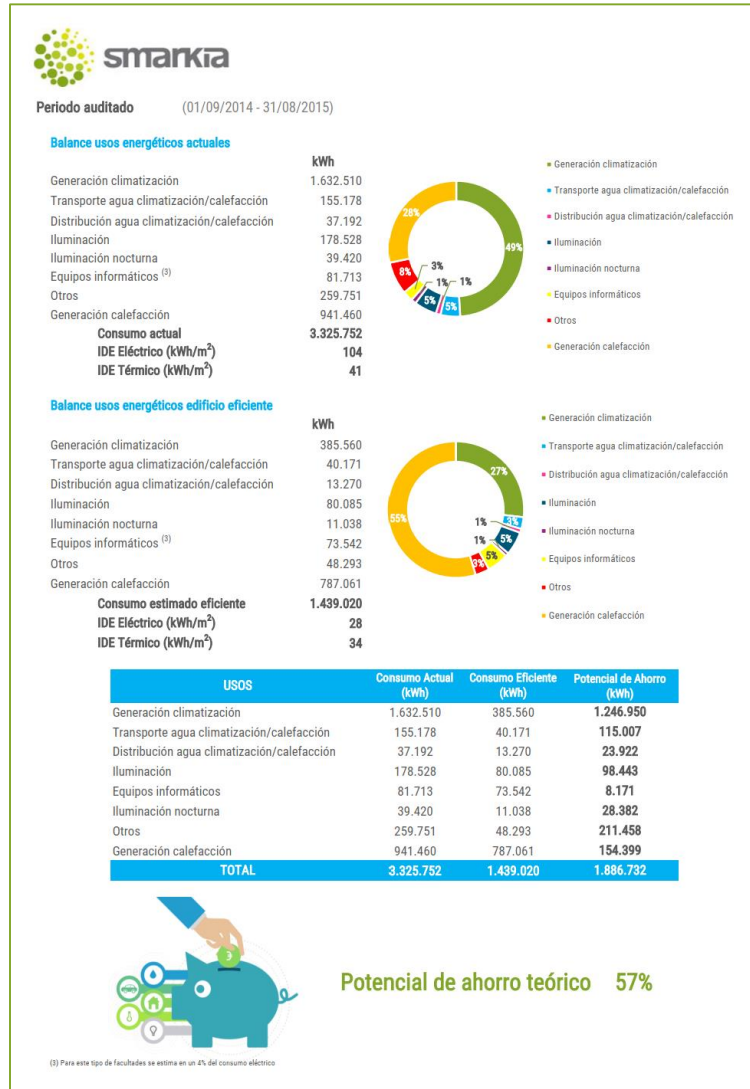 smarkia
Periodo auditado (01/09/2014 - 31/08/2015)
Balance usos energéticos actuales
kWh
Generación climatización 1.632.510
Transporte agua climatización/calefacción 155.178
Distribución agua climatización/calefacción 37.192
Iluminación 178.528
Iluminación nocturna 39.420
Equipos informáticos (3) 81.713
Otros 259.751
Generación calefacción 941.460
Consumo actual 3.325.752
IDE Eléctrico (kWh/m²) 104
IDE Térmico (kWh/m²) 41
28%
49%
8%
3%
1%
1%
5%
5%
Generación climatización
Transporte agua climatización/calefacción
Distribución agua climatización/calefacción
Iluminación
Iluminación nocturna
Equipos informáticos
Otros
Generación calefacción
Balance usos energéticos edificio eficiente
kWh
Generación climatización 385.560
Transporte agua climatización/calefacción 40.171
Distribución agua climatización/calefacción 13.270
Iluminación 80.085
Iluminación nocturna 11.038
Equipos informáticos (3) 73.542
Otros 48.293
Generación calefacción 787.061
Consumo estimado eficiente 1.439.020
IDE Eléctrico (kWh/m²) 28
IDE Térmico (kWh/m²) 34
27%
55%
1%
3%
1%
5%
5%
3%
Generación climatización
Transporte agua climatización/calefacción
Distribución agua climatización/calefacción
Iluminación
Iluminación nocturna
Equipos informáticos
Otros
Generación calefacción
USOS Consumo Actual (kWh) Consumo Eficiente (kWh) Potencial de Ahorro (kWh)
Generación climatización 1.632.510 385.560 1.246.950
Transporte agua climatización/calefacción 155.178 40.171 115.007
Distribución agua climatización/calefacción 37.192 13.270 23.922
Iluminación 178.528 80.085 98.443
Equipos informáticos 81.713 73.542 8.171
Iluminación nocturna 39.420 11.038 28.382
Otros 259.751 48.293 211.458
Generación calefacción 941.460 787.061 154.399
TOTAL 3.325.752 1.439.020 1.886.732
Potencial de ahorro teórico 57%
(3) Para este tipo de facultades se estima en un 4% del consumo eléctrico